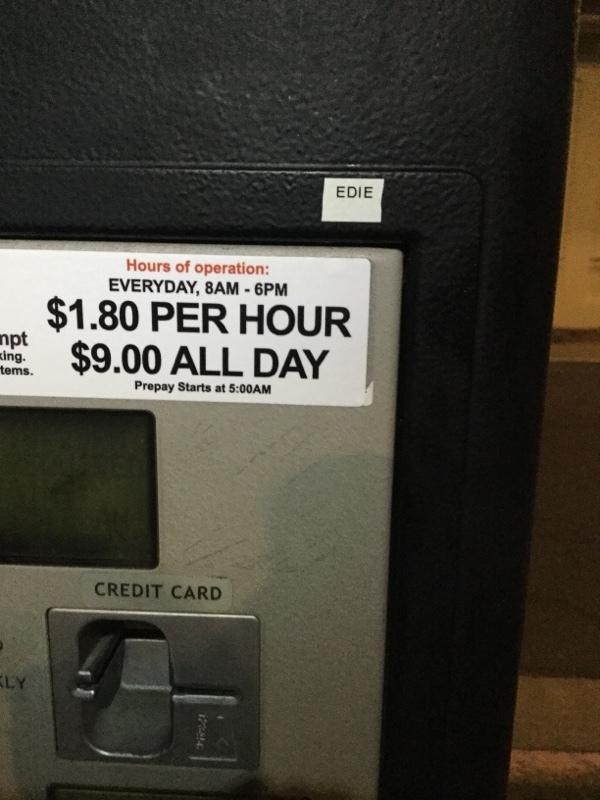 EDIE
Hours of operation:
EVERYDAY, 8AM - 6PM
$1.80 PER HOUR
$9.00 ALL DAY
Prepay Starts at 5:00AM
mpt
king.
tems.
CREDIT CARD
KLY